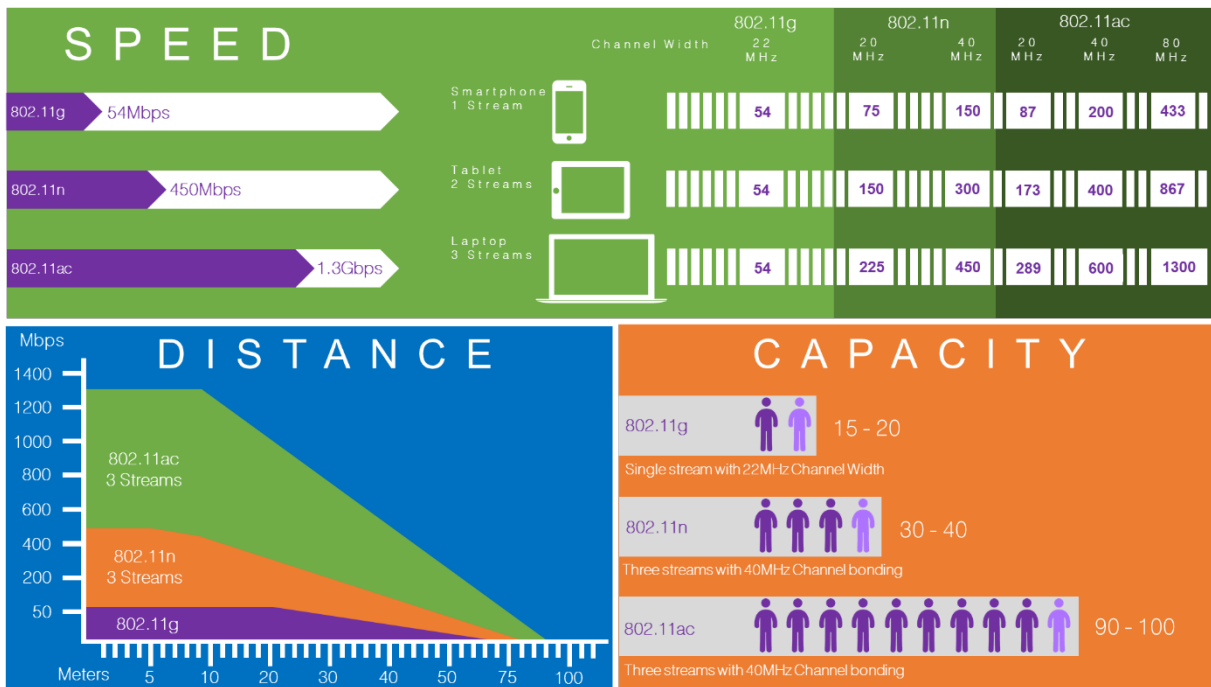 SPEED
802.11g 802.11n 802.11ac
Channel Width 22 MHz 20 MHz 40 MHz 20 MHz 40 MHz 80 MHz
802.11g 54Mbps
Smartphone
1 Stream
54 75 150 87 200 433
802.11n 450Mbps
Tablet
2 Streams
54 150 300 173 400 867
802.11ac 1.3Gbps
Laptop
3 Streams
54 225 450 289 600 1300
DISTANCE
Mbps
1400
1200
1000
800
600
400
200
50
802.11ac
3 Streams
802.11n
3 Streams
802.11g
Meters 5 10 20 30 40 50 75 100
CAPACITY
802.11g 15 - 20
Single stream with 22MHz Channel Width
802.11n 30 - 40
Three streams with 40MHz Channel bonding
802.11ac 90 - 100
Three streams with 40MHz Channel bonding